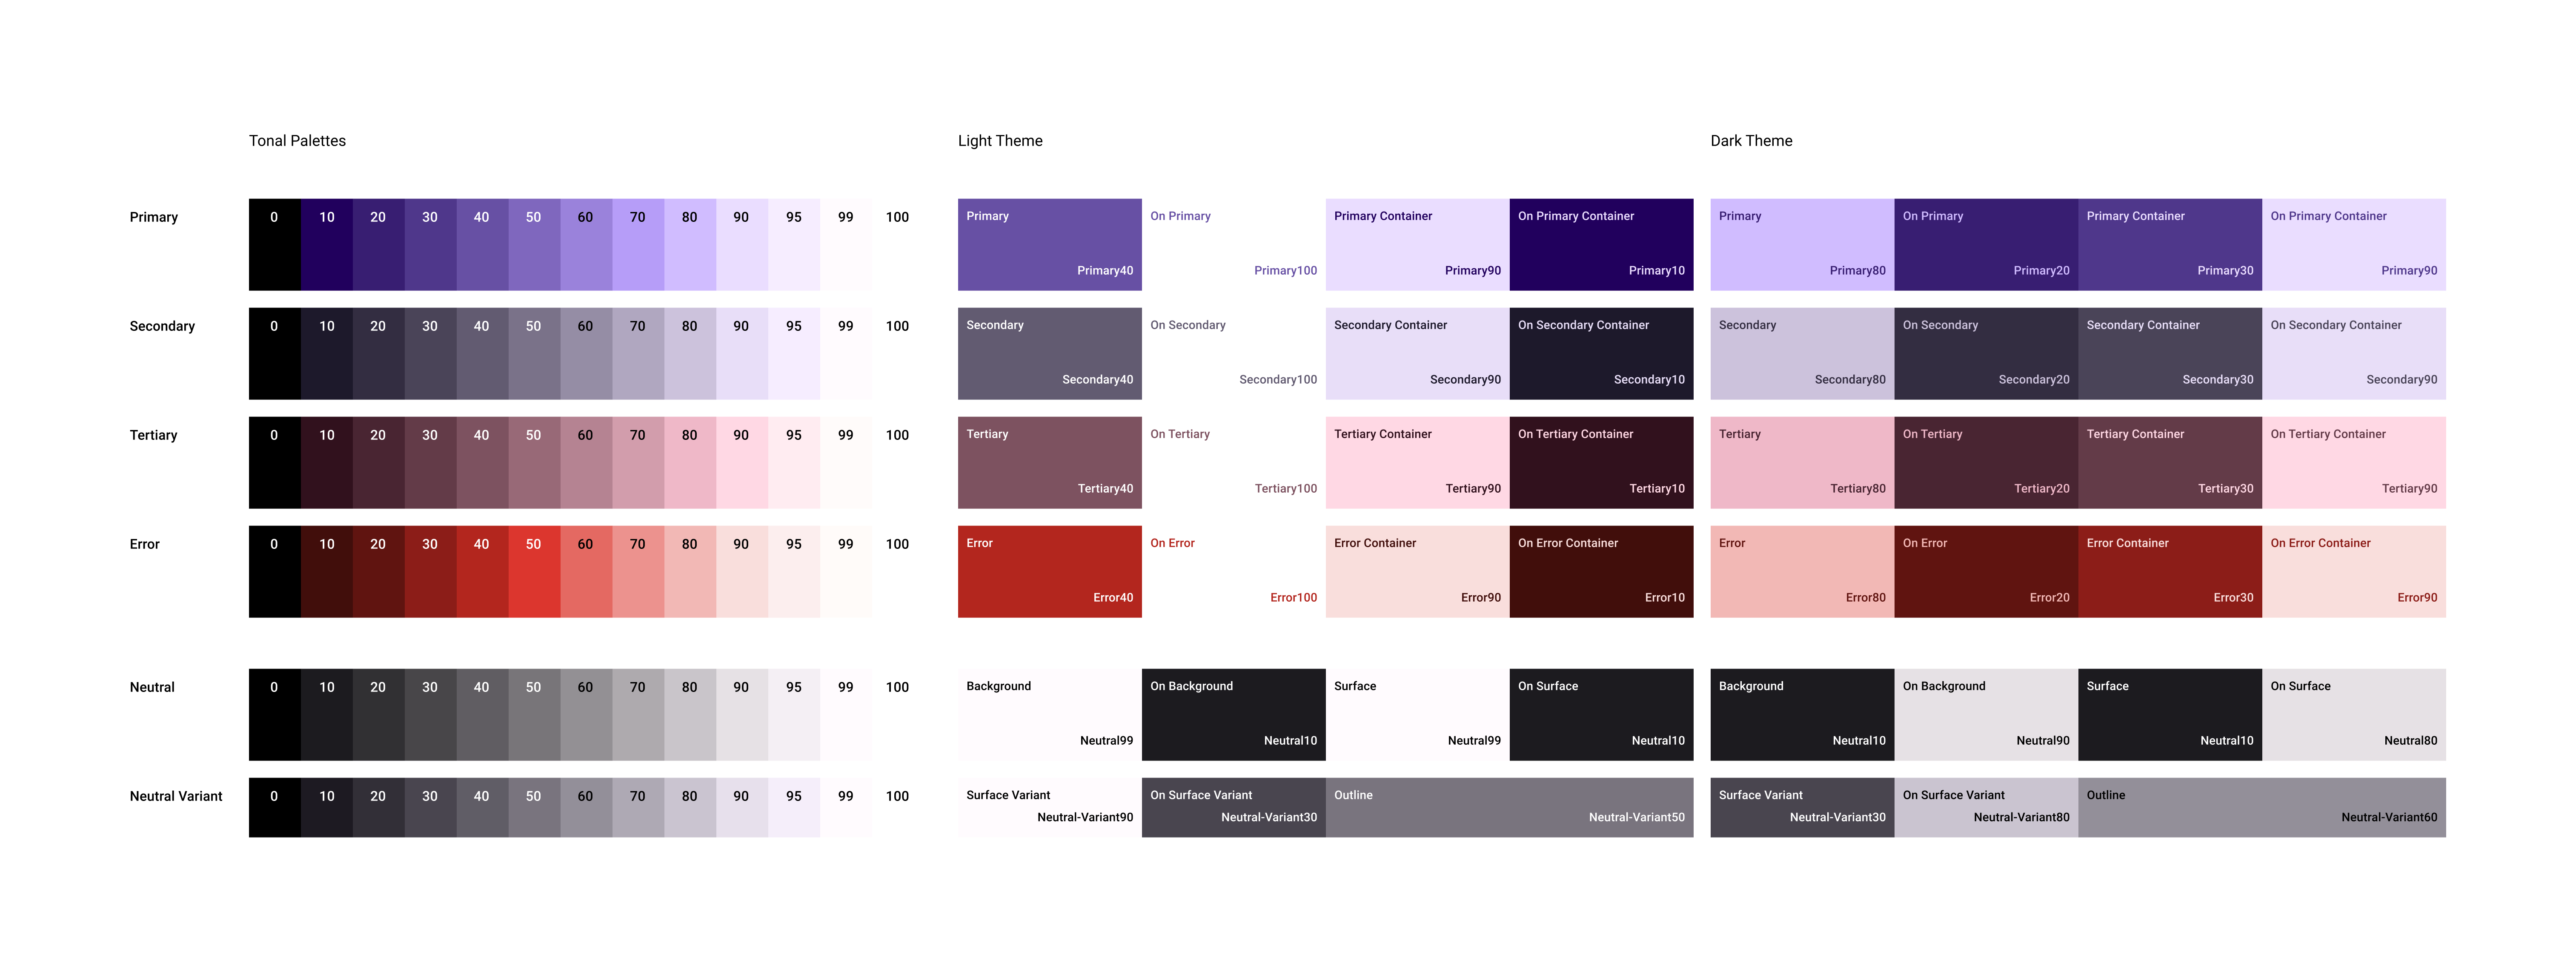 Tonal Palettes
Light Theme
Dark Theme
Primary
0 10 20 30 40 50 60 70 80 90 95 99 100
Primary On Primary Primary Container On Primary Container
Primary40 Primary100 Primary90 Primary10
Primary On Primary Primary Container On Primary Container
Primary80 Primary20 Primary30 Primary90
Secondary
0 10 20 30 40 50 60 70 80 90 95 99 100
Secondary On Secondary Secondary Container On Secondary Container
Secondary40 Secondary100 Secondary90 Secondary10
Secondary On Secondary Secondary Container On Secondary Container
Secondary80 Secondary20 Secondary30 Secondary90
Tertiary
0 10 20 30 40 50 60 70 80 90 95 99 100
Tertiary On Tertiary Tertiary Container On Tertiary Container
Tertiary40 Tertiary100 Tertiary90 Tertiary10
Tertiary On Tertiary Tertiary Container On Tertiary Container
Tertiary80 Tertiary20 Tertiary30 Tertiary90
Error
0 10 20 30 40 50 60 70 80 90 95 99 100
Error On Error Error Container On Error Container
Error40 Error100 Error90 Error10
Error On Error Error Container On Error Container
Error80 Error20 Error30 Error90
Neutral
0 10 20 30 40 50 60 70 80 90 95 99 100
Background On Background Surface On Surface
Neutral99 Neutral10 Neutral99 Neutral10
Background On Background Surface On Surface
Neutral10 Neutral90 Neutral10 Neutral80
Neutral Variant
0 10 20 30 40 50 60 70 80 90 95 99 100
Surface Variant On Surface Variant Outline
Neutral-Variant90 Neutral-Variant30 Neutral-Variant50
Surface Variant On Surface Variant Outline
Neutral-Variant30 Neutral-Variant80 Neutral-Variant60